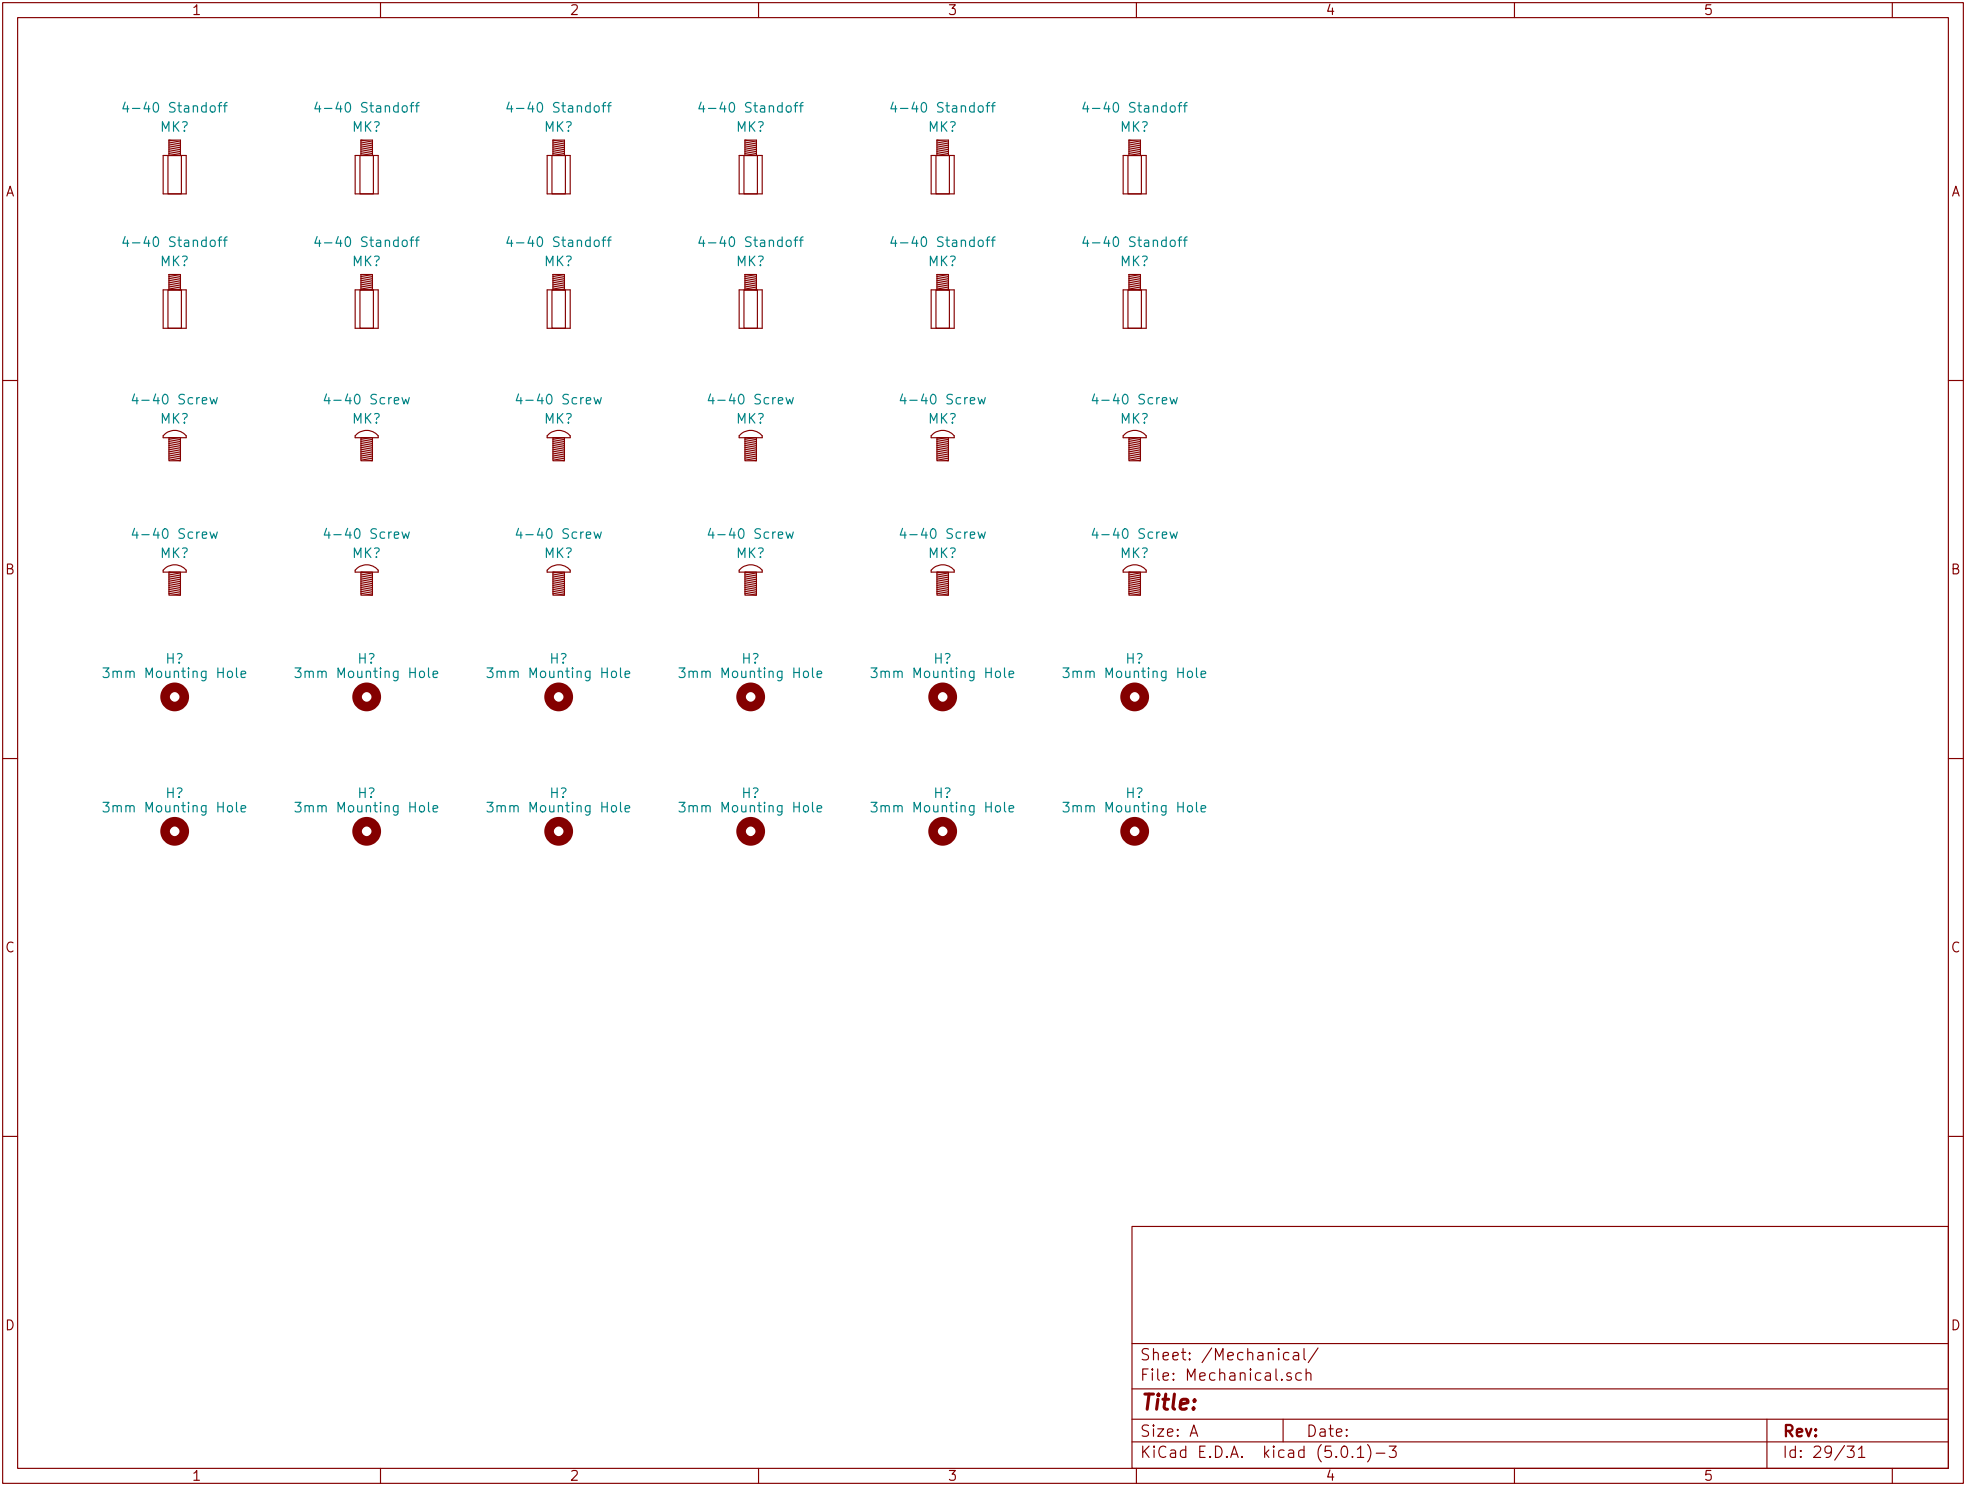 1 2 3 4 5
4-40 Standoff 4-40 Standoff 4-40 Standoff 4-40 Standoff 4-40 Standoff 4-40 Standoff
MK? MK? MK? MK? MK? MK?
A A
4-40 Standoff 4-40 Standoff 4-40 Standoff 4-40 Standoff 4-40 Standoff 4-40 Standoff
MK? MK? MK? MK? MK? MK?
4-40 Screw 4-40 Screw 4-40 Screw 4-40 Screw 4-40 Screw 4-40 Screw
MK? MK? MK? MK? MK? MK?
4-40 Screw 4-40 Screw 4-40 Screw 4-40 Screw 4-40 Screw 4-40 Screw
MK? MK? MK? MK? MK? MK?
B B
H? H? H? H? H? H?
3mm Mounting Hole 3mm Mounting Hole 3mm Mounting Hole 3mm Mounting Hole 3mm Mounting Hole 3mm Mounting Hole
H? H? H? H? H? H?
3mm Mounting Hole 3mm Mounting Hole 3mm Mounting Hole 3mm Mounting Hole 3mm Mounting Hole 3mm Mounting Hole
C C
D D
Sheet: /Mechanical/
File: Mechanical.sch
Title:
Size: A Date: Rev:
KiCad E.D.A. kicad (5.0.1)-3 Id: 29/31
1 2 3 4 5